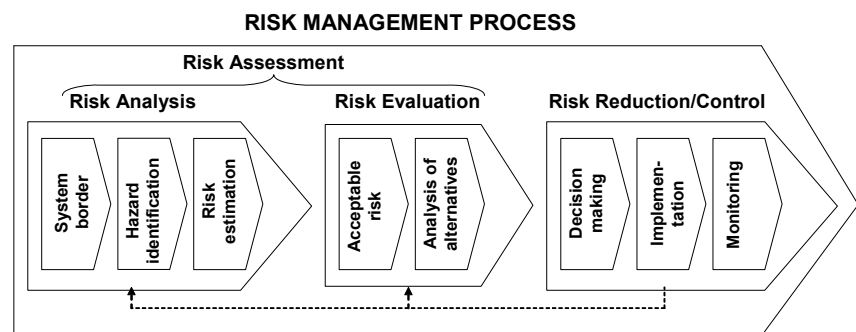 RISK MANAGEMENT PROCESS
Risk Assessment
Risk Analysis
Risk Evaluation
Risk Reduction/Control
System
border
Hazard
identification
Risk
estimation
Acceptable
risk
Analysis of
alternatives
Decision
making
Implemen-
tation
Monitoring